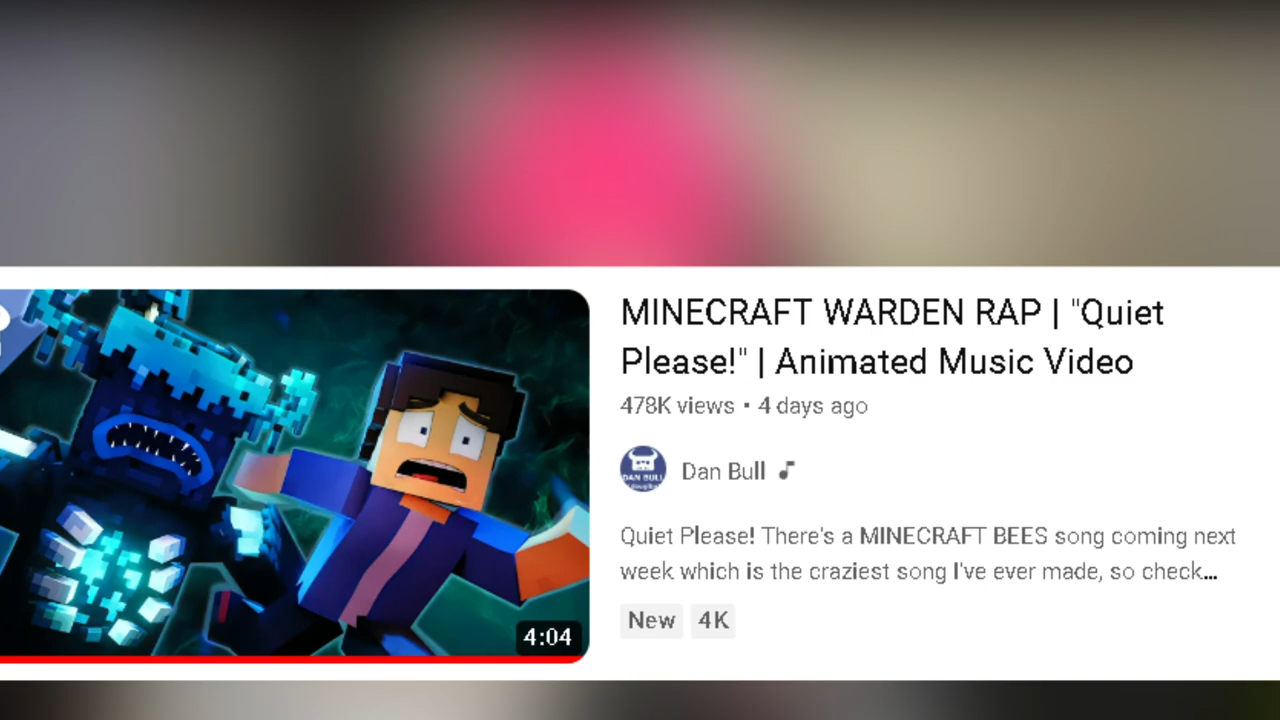 MINECRAFT WARDEN RAP | "Quiet
Please!" | Animated Music Video
478K views • 4 days ago
DAN BULL
Dan Bull
Quiet Please! There's a MINECRAFT BEES song coming next
week which is the craziest song I've ever made, so check...
New 4K
4:04